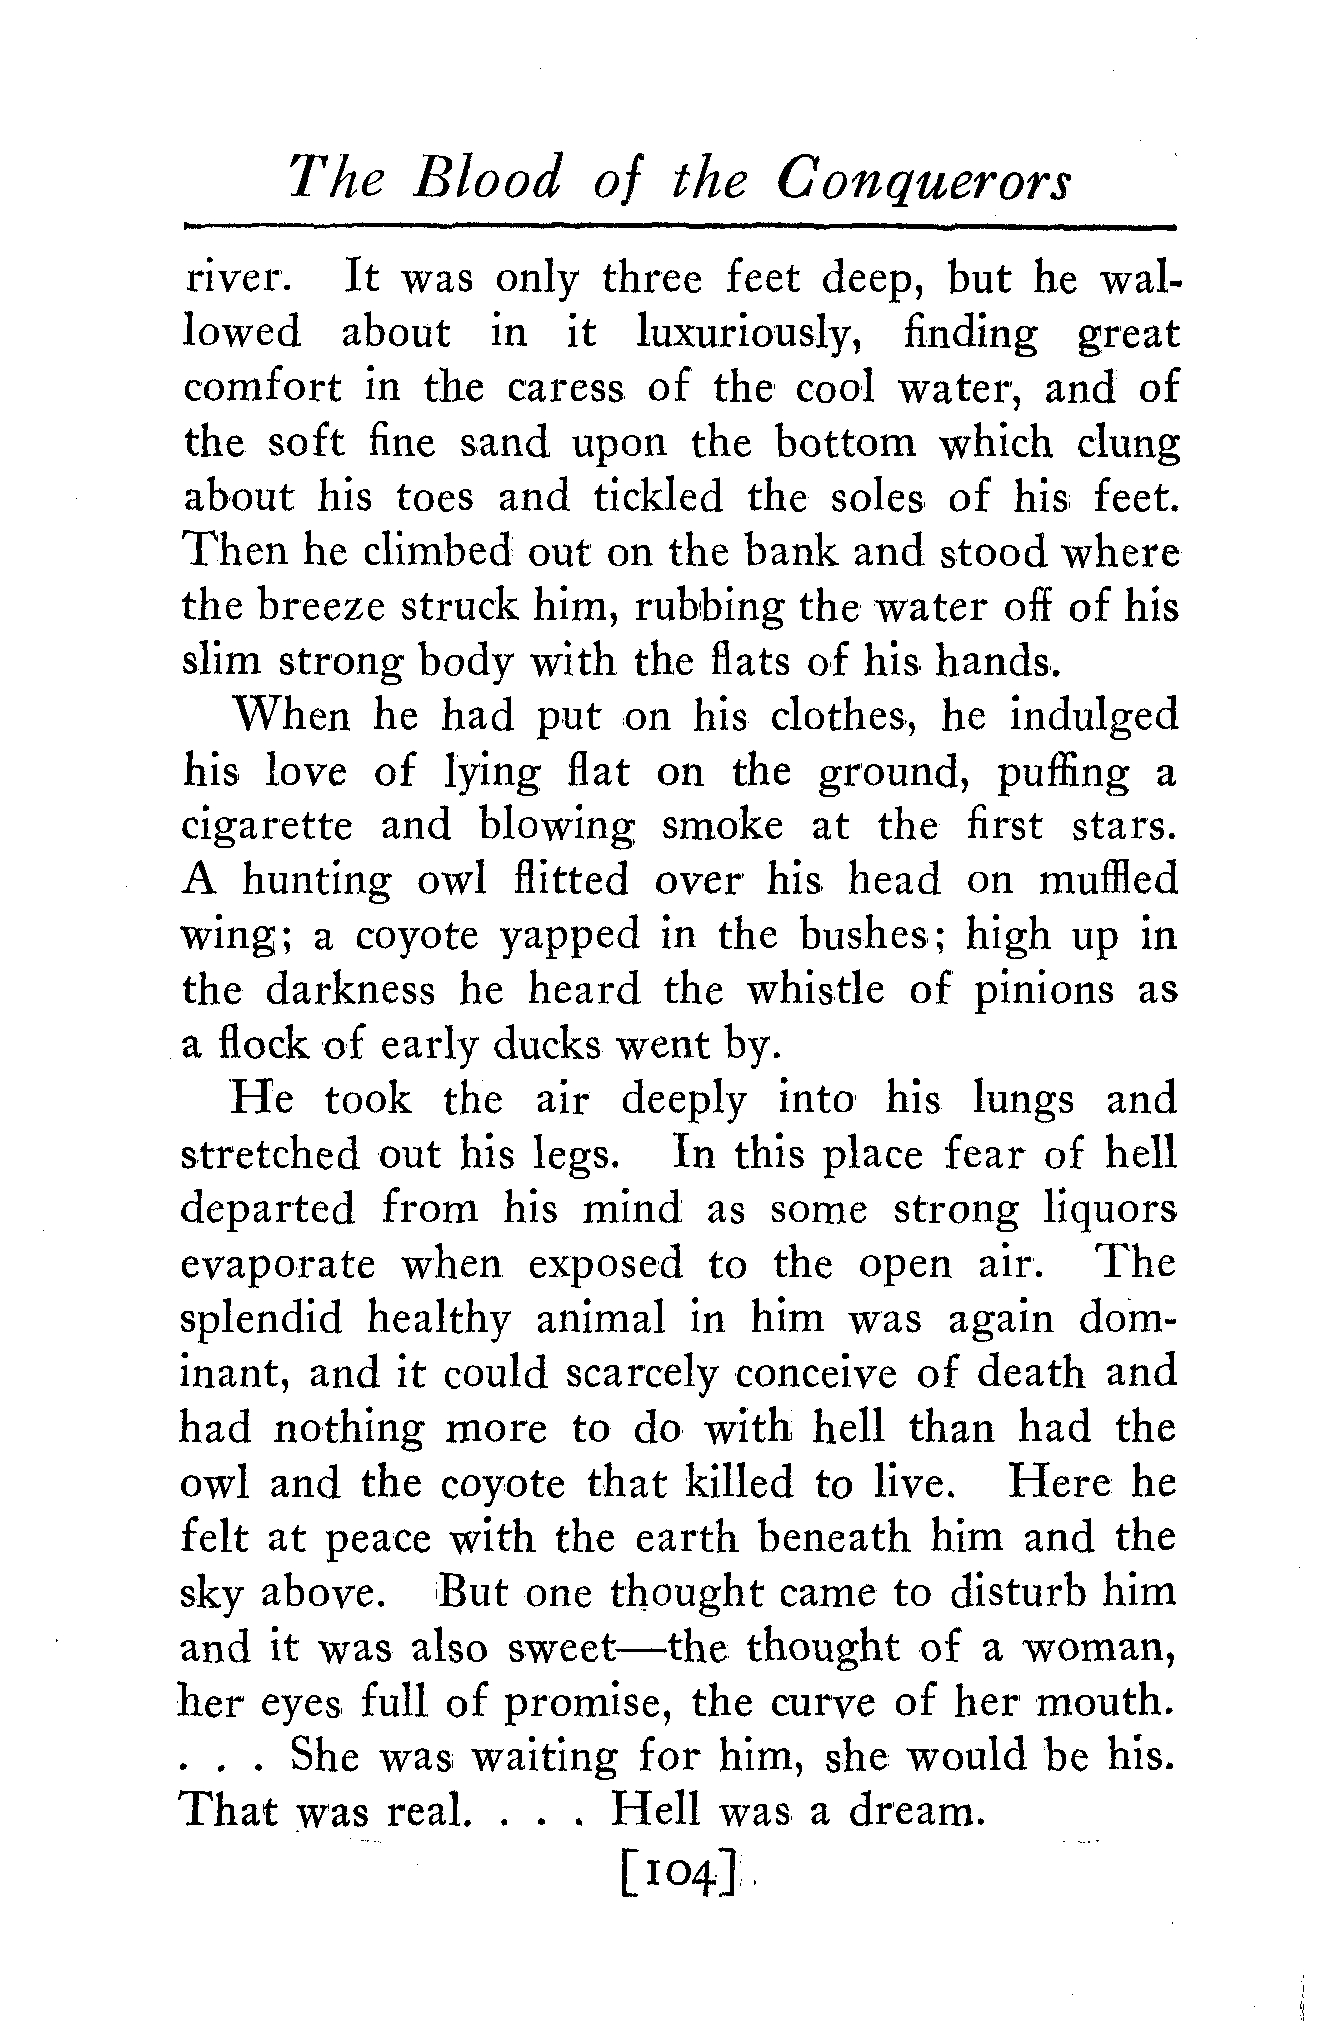 The Blood of the Conquerors
river. It was only three feet deep, but he wal-
lowed about in it luxuriously, finding great
comfort in the caress of the cool water, and of
the soft fine sand upon the bottom which clung
about his toes and tickled the soles of his feet.
Then he climbed out on the bank and stood where
the breeze struck him, rubbing the water off of his
slim strong body with the flats of his hands.
When he had put on his clothes, he indulged
his love of lying flat on the ground, puffing a
cigarette and blowing smoke at the first stars.
A hunting owl flitted over his head on muffled
wing; a coyote yapped in the bushes; high up in
the darkness he heard the whistle of pinions as
a flock of early ducks went by.
He took the air deeply into his lungs and
stretched out his legs. In this place fear of hell
departed from his mind as some strong liquors
evaporate when exposed to the open air. The
splendid healthy animal in him was again dom-
inant, and it could scarcely conceive of death and
had nothing more to do with hell than had the
owl and the coyote that killed to live. Here he
felt at peace with the earth beneath him and the
sky above. But one thought came to disturb him
and it was also sweet—the thought of a woman,
her eyes full of promise, the curve of her mouth.
. . . She was waiting for him, she would be his.
That was real. . . . Hell was a dream.
[104]